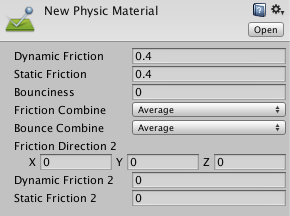 New Physic Material
Open
Dynamic Friction 0.4
Static Friction 0.4
Bounciness 0
Friction Combine Average
Bounce Combine Average
Friction Direction 2
X 0 Y 0 Z 0
Dynamic Friction 2 0
Static Friction 2 0